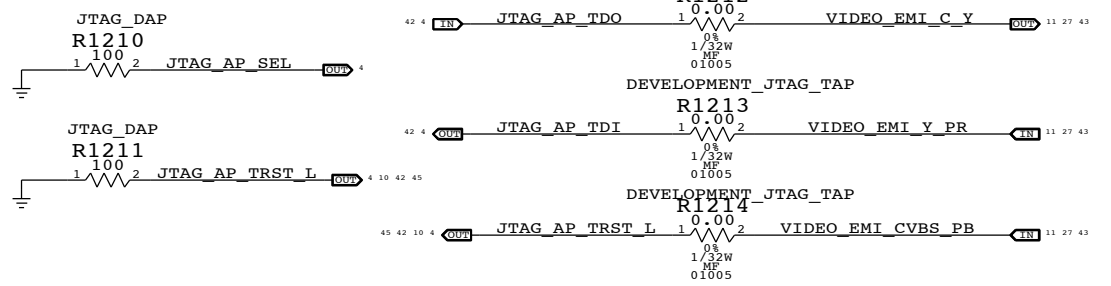 JTAG_DAP
R1210
100
1 2 JTAG_AP_SEL OUT 4
JTAG_DAP
R1211
100
1 2 JTAG_AP_TRST_L OUT 4 10 42 45
0.00
42 4 IN JTAG_AP_TDO 1 2 VIDEO_EMI_C_Y OUT 11 27 43
0%
1/32W
MF
01005
DEVELOPMENT_JTAG_TAP
R1213
0.00
42 4 OUT JTAG_AP_TDI 1 2 VIDEO_EMI_Y_PR IN 11 27 43
0%
1/32W
MF
01005
DEVELOPMENT_JTAG_TAP
R1214
0.00
45 42 10 4 OUT JTAG_AP_TRST_L 1 2 VIDEO_EMI_CVBS_PB IN 11 27 43
0%
1/32W
MF
01005